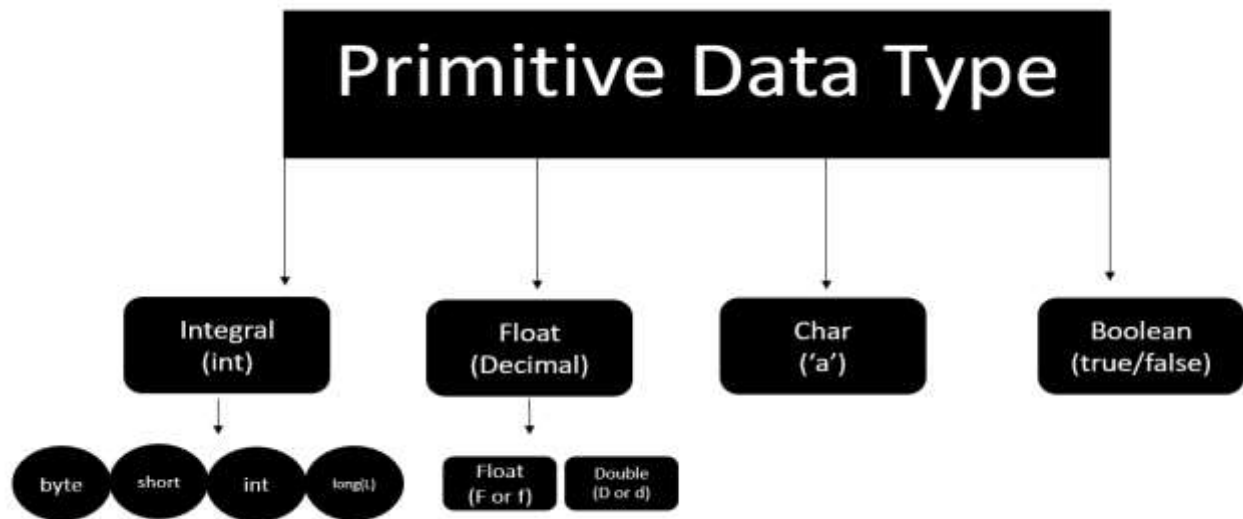 Primitive Data Type
Integral
(int)
Float
(Decimal)
Char
(‘a’)
Boolean
(true/false)
byte
short
int
long(L)
Float
(F or f)
Double
(D or d)